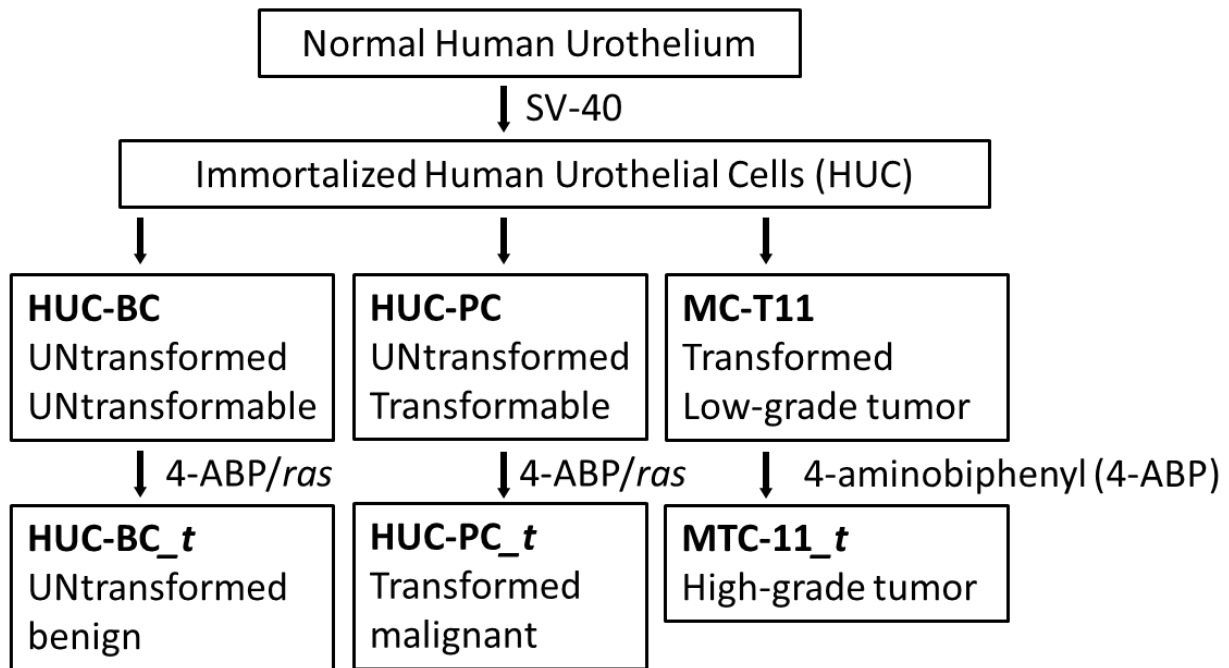 Normal Human Urothelium
SV-40
Immortalized Human Urothelial Cells (HUC)
HUC-BC
UNtransformed
UNtransformable
HUC-PC
UNtransformed
Transformable
MC-T11
Transformed
Low-grade tumor
4-ABP/ras
4-ABP/ras
4-aminobiphenyl (4-ABP)
HUC-BC_t
UNtransformed
benign
HUC-PC_t
Transformed
malignant
MTC-11_t
High-grade tumor